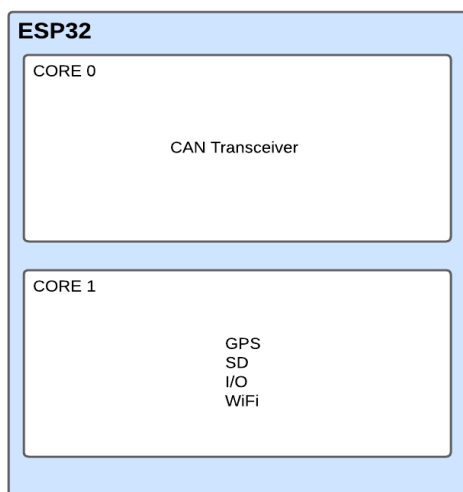 ESP32
CORE 0
CAN Transceiver
CORE 1
GPS
SD
I/O
WiFi